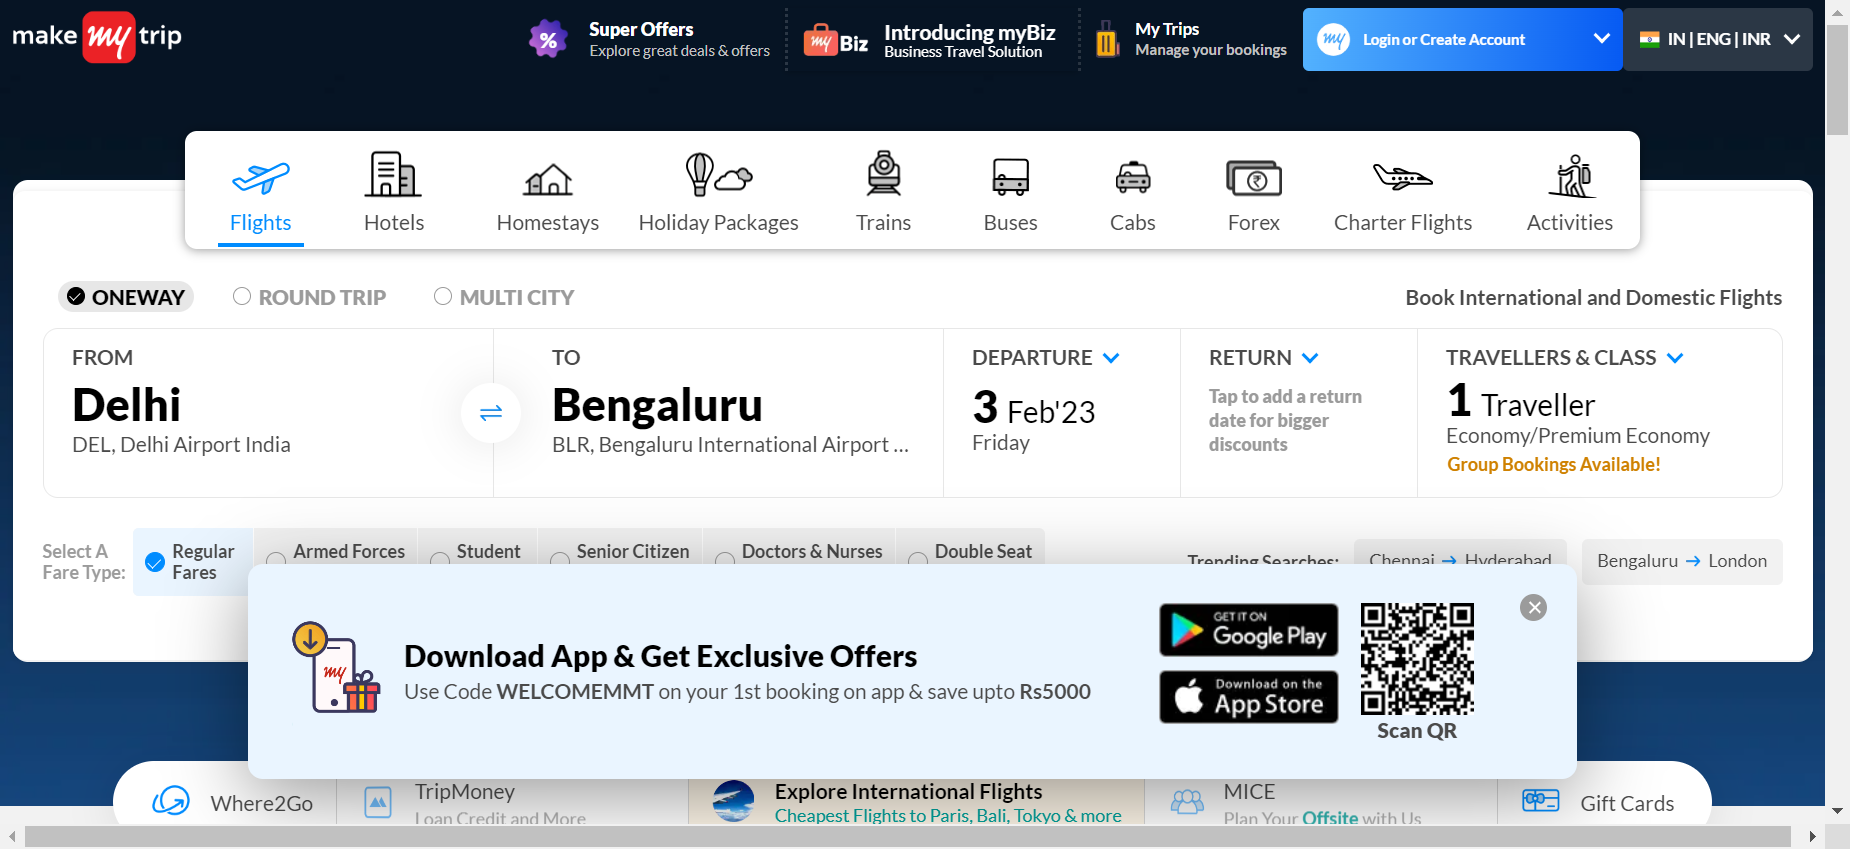 make my trip
%
Super Offers
Explore great deals & offers
my Biz
Introducing myBiz
Business Travel Solution
My Trips
Manage your bookings
my
Login or Create Account
IN | ENG | INR
Flights
Hotels
Homestays
Holiday Packages
Trains
Buses
Cabs
₹
Forex
Charter Flights
Activities
ONEWAY
ROUND TRIP
MULTI CITY
Book International and Domestic Flights
FROM
Delhi
DEL, Delhi Airport India
TO
Bengaluru
BLR, Bengaluru International Airport ...
DEPARTURE
3 Feb'23
Friday
RETURN
Tap to add a return
date for bigger
discounts
TRAVELLERS & CLASS
1 Traveller
Economy/Premium Economy
Group Bookings Available!
Select A
Fare Type:
Regular
Fares
Armed Forces
Student
Senior Citizen
Doctors & Nurses
Double Seat
Trending Searches:
Chennai → Hyderabad
Bengaluru → London
my
Download App & Get Exclusive Offers
Use Code WELCOMEMMT on your 1st booking on app & save upto Rs5000
GET IT ON
Google Play
Download on the
App Store
Scan QR
Where2Go
TripMoney
Loan Credit and More
Explore International Flights
Cheapest Flights to Paris, Bali, Tokyo & more
MICE
Plan Your Offsite with Us
Gift Cards